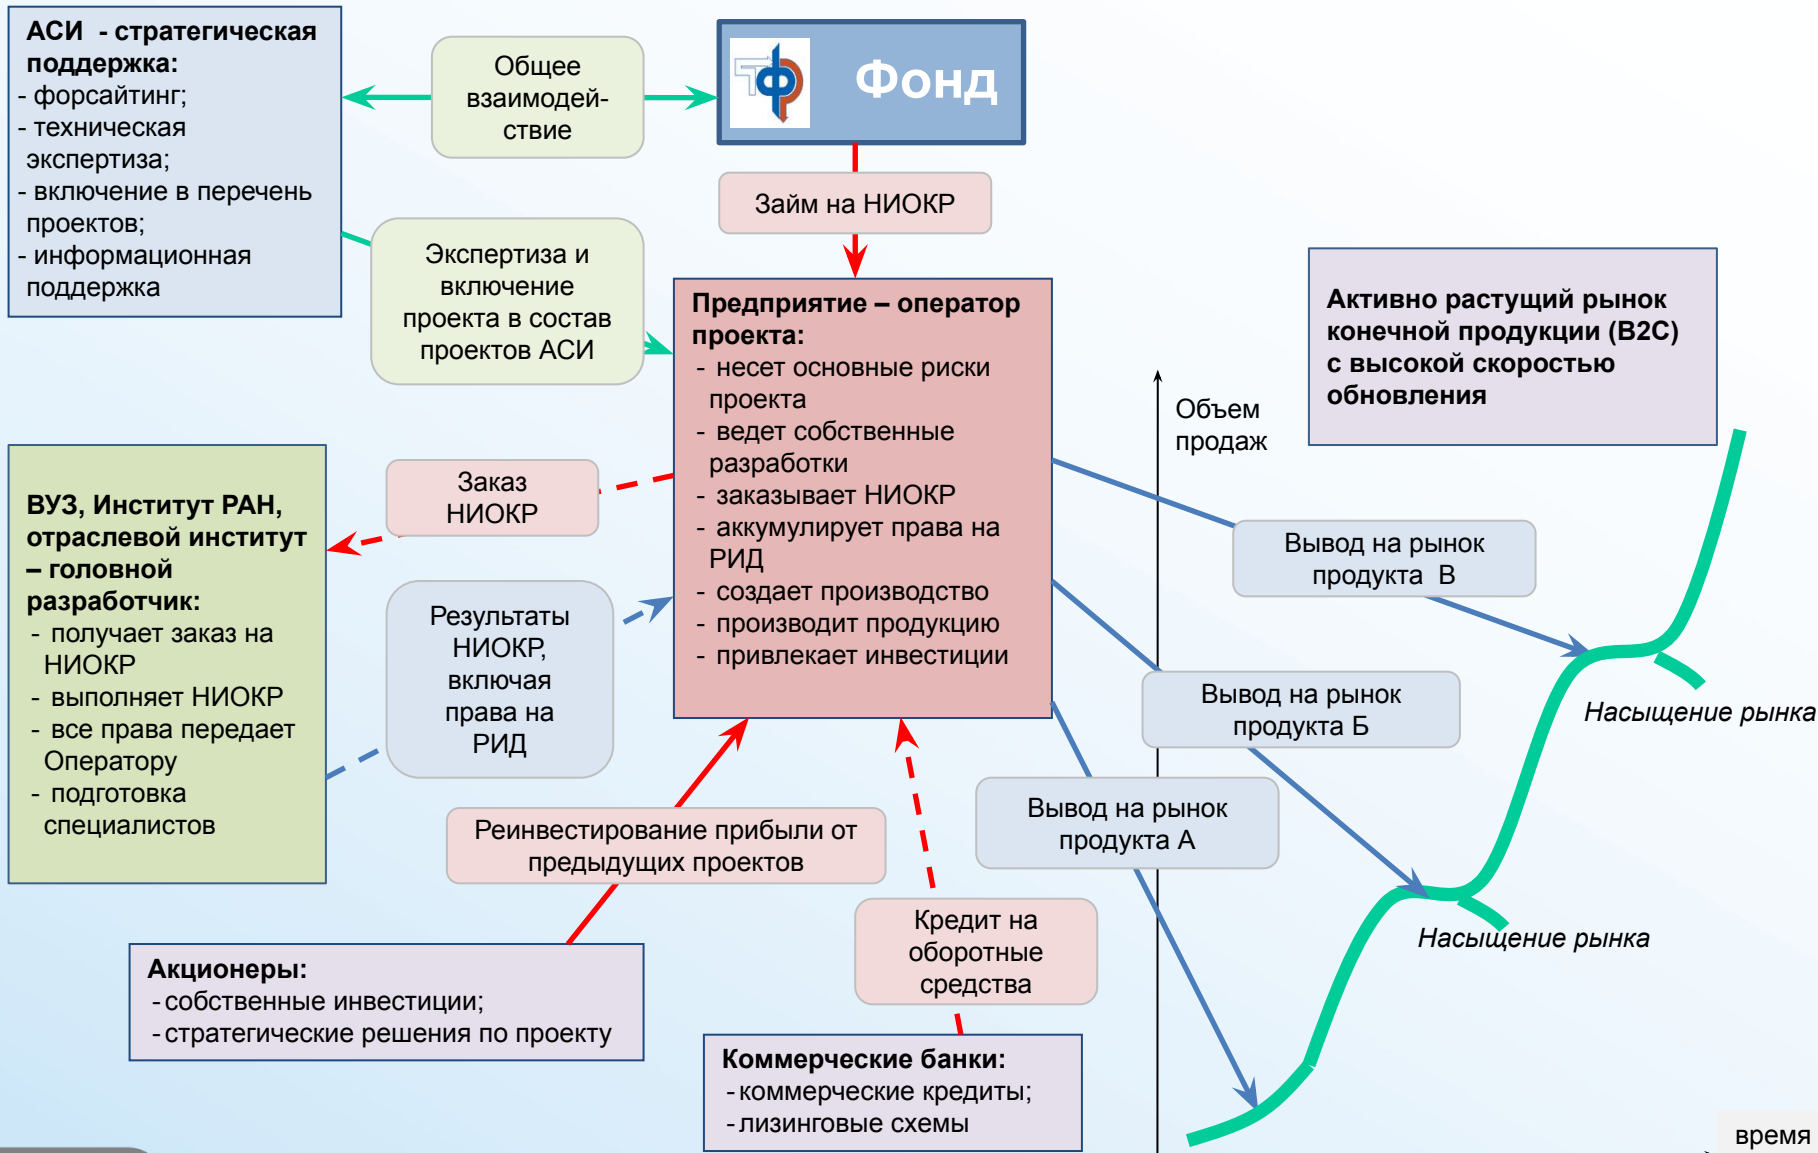 АСИ - стратегическая
поддержка:
- форсайтинг;
- техническая
экспертиза;
- включение в перечень
проектов;
- информационная
поддержка
Общее
взаимодей-
ствие
ТФР
Фонд
Займ на НИОКР
Экспертиза и
включение
проекта в состав
проектов АСИ
Предприятие – оператор
проекта:
- несет основные риски
проекта
- ведет собственные
разработки
- заказывает НИОКР
- аккумулирует права на
РИД
- создает производство
- производит продукцию
- привлекает инвестиции
Активно растущий рынок
конечной продукции (В2С)
с высокой скоростью
обновления
Объем
продаж
ВУЗ, Институт РАН,
отраслевой институт
– головной
разработчик:
- получает заказ на
НИОКР
- выполняет НИОКР
- все права передает
Оператору
- подготовка
специалистов
Заказ
НИОКР
Результаты
НИОКР,
включая
права на
РИД
Вывод на рынок
продукта В
Вывод на рынок
продукта Б
Вывод на рынок
продукта А
Насыщение рынка
Насыщение рынка
Реинвестирование прибыли от
предыдущих проектов
Кредит на
оборотные
средства
Акционеры:
- собственные инвестиции;
- стратегические решения по проекту
Коммерческие банки:
- коммерческие кредиты;
- лизинговые схемы
время